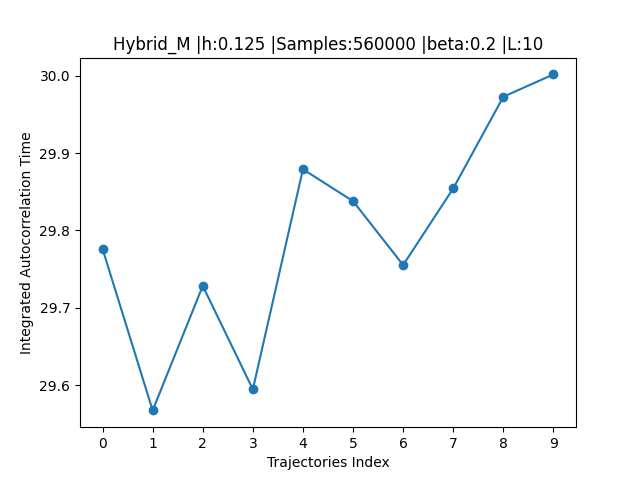 Hybrid_M |h:0.125 |Samples:560000 |beta:0.2 |L:10
Integrated Autocorrelation Time
30.0
29.9
29.8
29.7
29.6
0 1 2 3 4 5 6 7 8 9
Trajectories Index